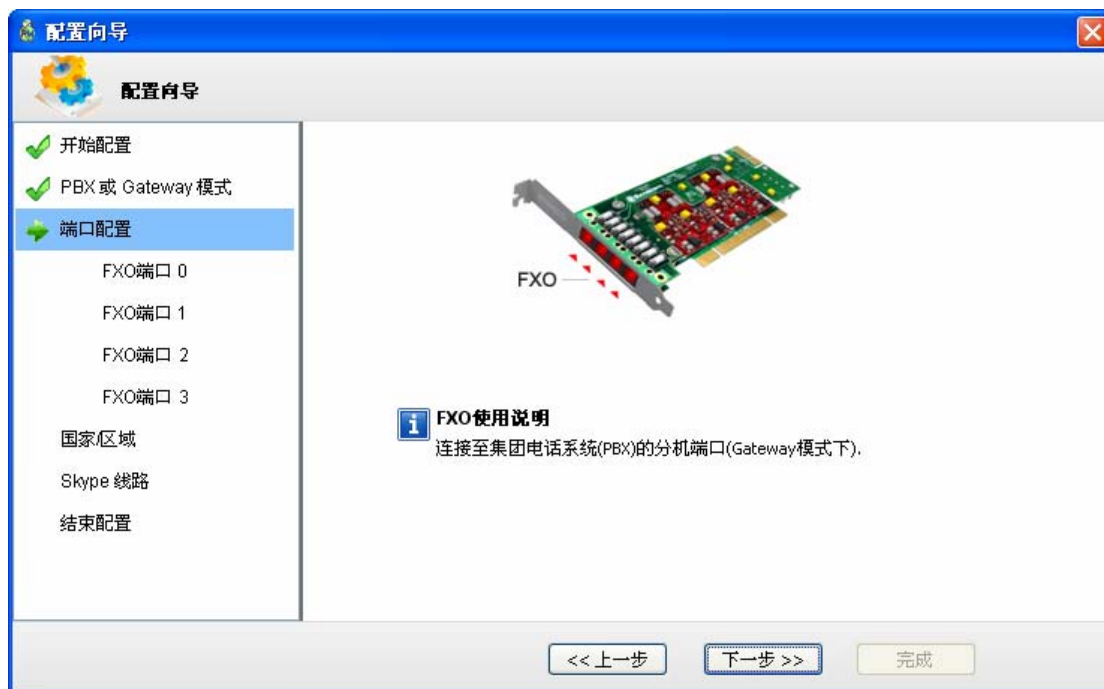 配置向导
配置向导
开始配置
PBX 或 Gateway 模式
端口配置
FXO端口 0
FXO端口 1
FXO端口 2
FXO端口 3
国家/区域
Skype 线路
结束配置
FXO
FXO使用说明
连接至集团电话系统(PBX)的分机端口(Gateway模式下).
<< 上一步
下一步 >>
完成